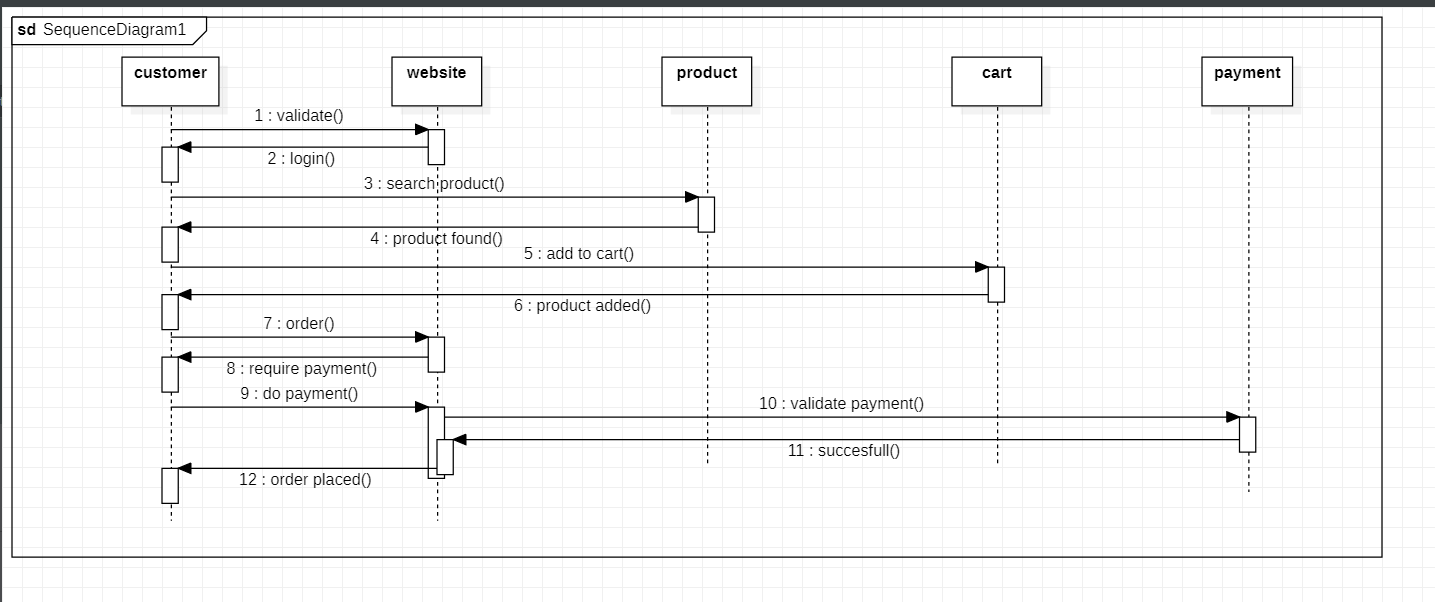 sd SequenceDiagram1
customer
website
product
cart
payment
1 : validate()
2 : login()
3 : search product()
4 : product found()
5 : add to cart()
6 : product added()
7 : order()
8 : require payment()
9 : do payment()
10 : validate payment()
11 : succesfull()
12 : order placed()